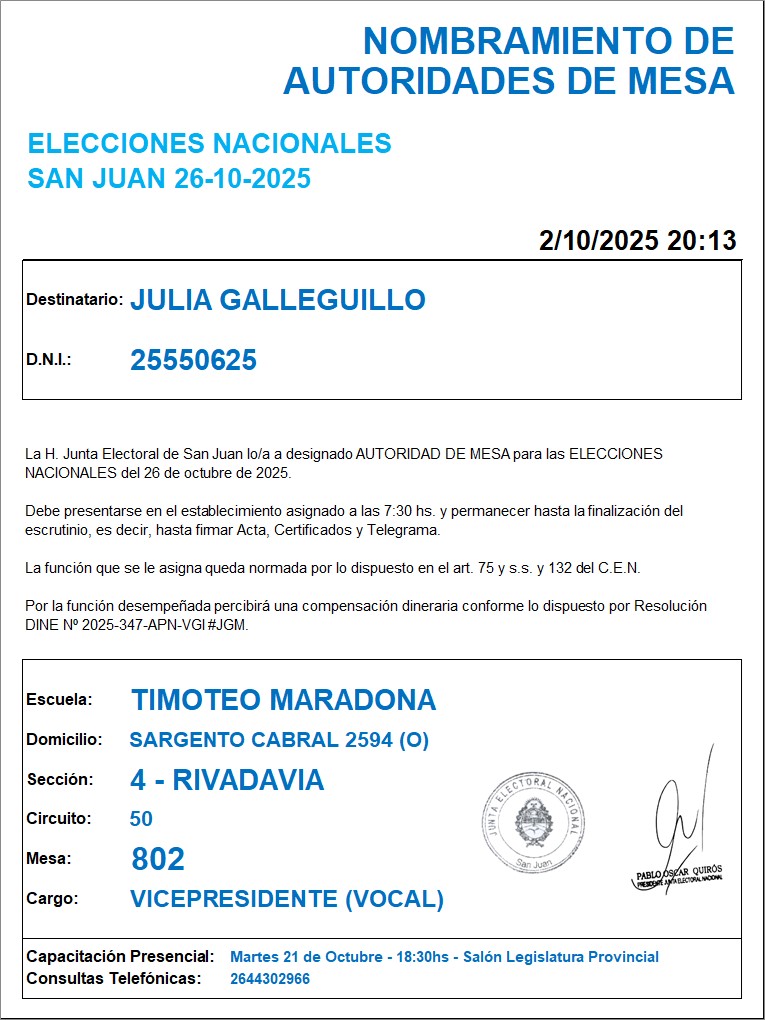 NOMBRAMIENTO DE
AUTORIDADES DE MESA
ELECCIONES NACIONALES
SAN JUAN 26-10-2025
2/10/2025 20:13
Destinatario: JULIA GALLEGUILLO
D.N.I.: 25550625
La H. Junta Electoral de San Juan lo/a a designado AUTORIDAD DE MESA para las ELECCIONES
NACIONALES del 26 de octubre de 2025.
Debe presentarse en el establecimiento asignado a las 7:30 hs. y permanecer hasta la finalización del
escrutinio, es decir, hasta firmar Acta, Certificados y Telegrama.
La función que se le asigna queda normada por lo dispuesto en el art. 75 y s.s. y 132 del C.E.N.
Por la función desempeñada percibirá una compensación dineraria conforme lo dispuesto por Resolución
DINE Nº 2025-347-APN-VGI#JGM.
Escuela: TIMOTEO MARADONA
Domicilio: SARGENTO CABRAL 2594 (O)
Sección: 4 - RIVADAVIA
Circuito: 50
Mesa: 802
Cargo: VICEPRESIDENTE (VOCAL)
JUNTA ELECTORAL NACIONAL
San Juan
PABLO OSCAR QUIRÓS
PRESIDENTE JUNTA ELECTORAL NACIONAL
Capacitación Presencial: Martes 21 de Octubre - 18:30hs - Salón Legislatura Provincial
Consultas Telefónicas: 2644302966